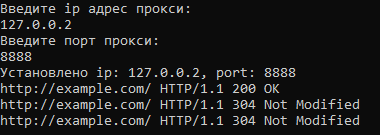 Введите ip адрес прокси:
127.0.0.2
Введите порт прокси:
8888
Установлено ip: 127.0.0.2, port: 8888
http://example.com/ HTTP/1.1 200 OK
http://example.com/ HTTP/1.1 304 Not Modified
http://example.com/ HTTP/1.1 304 Not Modified